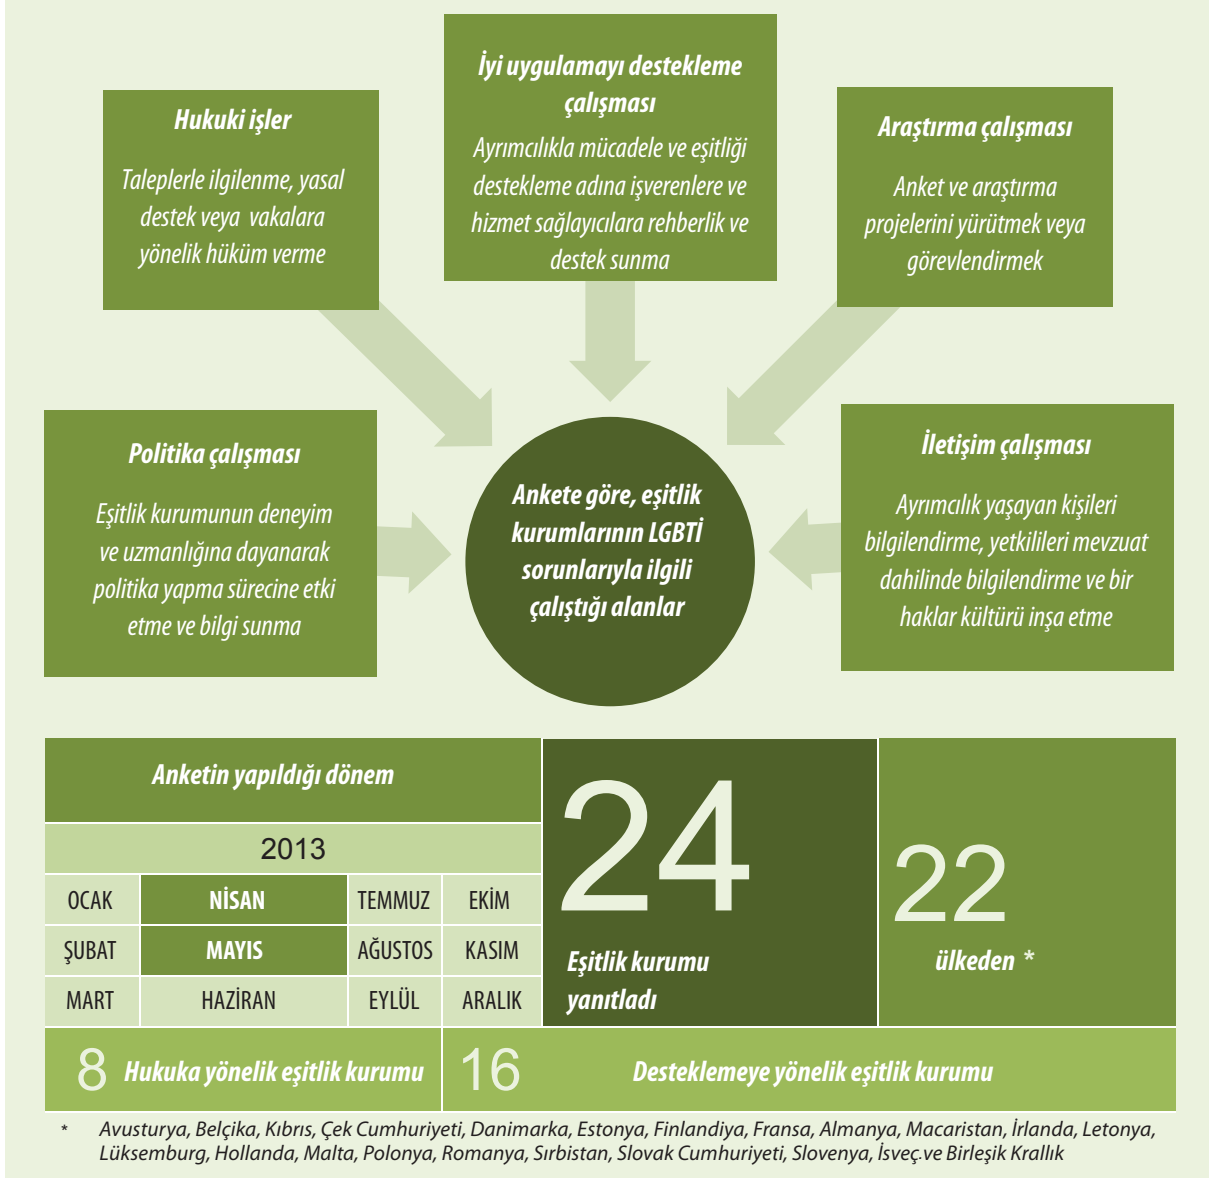 İyi uygulamayı destekleme
çalışması
Ayrımcılıkla mücadele ve eşitliği
destekleme adına işverenlere ve
hizmet sağlayıcılara rehberlik ve
destek sunma
Hukuki işler
Taleplerle ilgilenme, yasal
destek veya vakalara
yönelik hüküm verme
Araştırma çalışması
Anket ve araştırma
projelerini yürütmek veya
görevlendirmek
Politika çalışması
Eşitlik kurumunun deneyim
ve uzmanlığına dayanarak
politika yapma sürecine etki
etme ve bilgi sunma
Ankete göre, eşitlik
kurumlarının LGBTİ
sorunlarıyla ilgili
çalıştığı alanlar
İletişim çalışması
Ayrımcılık yaşayan kişileri
bilgilendirme, yetkilileri mevzuat
dahilinde bilgilendirme ve bir
haklar kültürü inşa etme
Anketin yapıldığı dönem
2013
OCAK NİSAN TEMMUZ EKİM
ŞUBAT MAYIS AĞUSTOS KASIM
MART HAZİRAN EYLÜL ARALIK
24
Eşitlik kurumu
yanıtladı
22
ülkeden *
8 Hukuka yönelik eşitlik kurumu
16 Desteklemeye yönelik eşitlik kurumu
* Avusturya, Belçika, Kıbrıs, Çek Cumhuriyeti, Danimarka, Estonya, Finlandiya, Fransa, Almanya, Macaristan, İrlanda, Letonya,
Lüksemburg, Hollanda, Malta, Polonya, Romanya, Sırbistan, Slovak Cumhuriyeti, Slovenya, İsveç.ve Birleşik Krallık